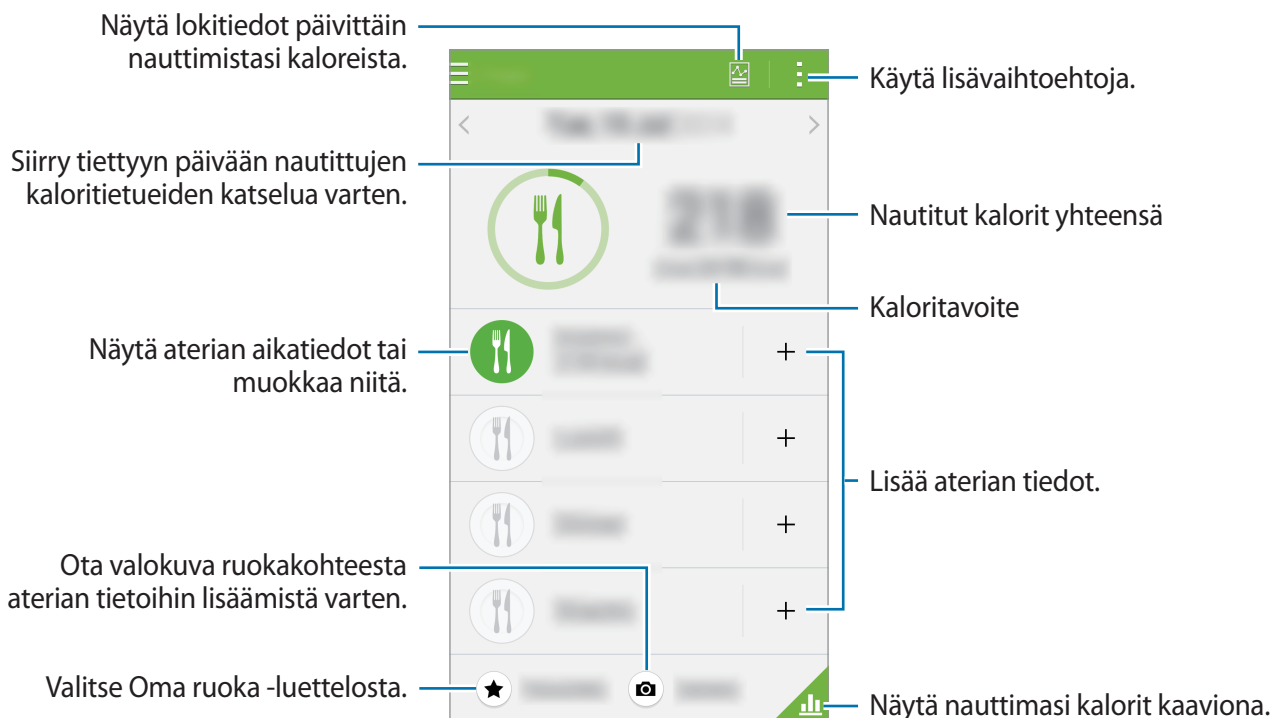 Näytä lokitiedot päivittäin
nauttimistasi kaloreista.
Käytä lisävaihtoehtoja.
Siirry tiettyyn päivään nautittujen
kaloritietueiden katselua varten.
Nautitut kalorit yhteensä
Kaloritavoite
Näytä aterian aikatiedot tai
muokkaa niitä.
Lisää aterian tiedot.
Ota valokuva ruokakohteesta
aterian tietoihin lisäämistä varten.
Valitse Oma ruoka -luettelosta.
Näytä nauttimasi kalorit kaaviona.